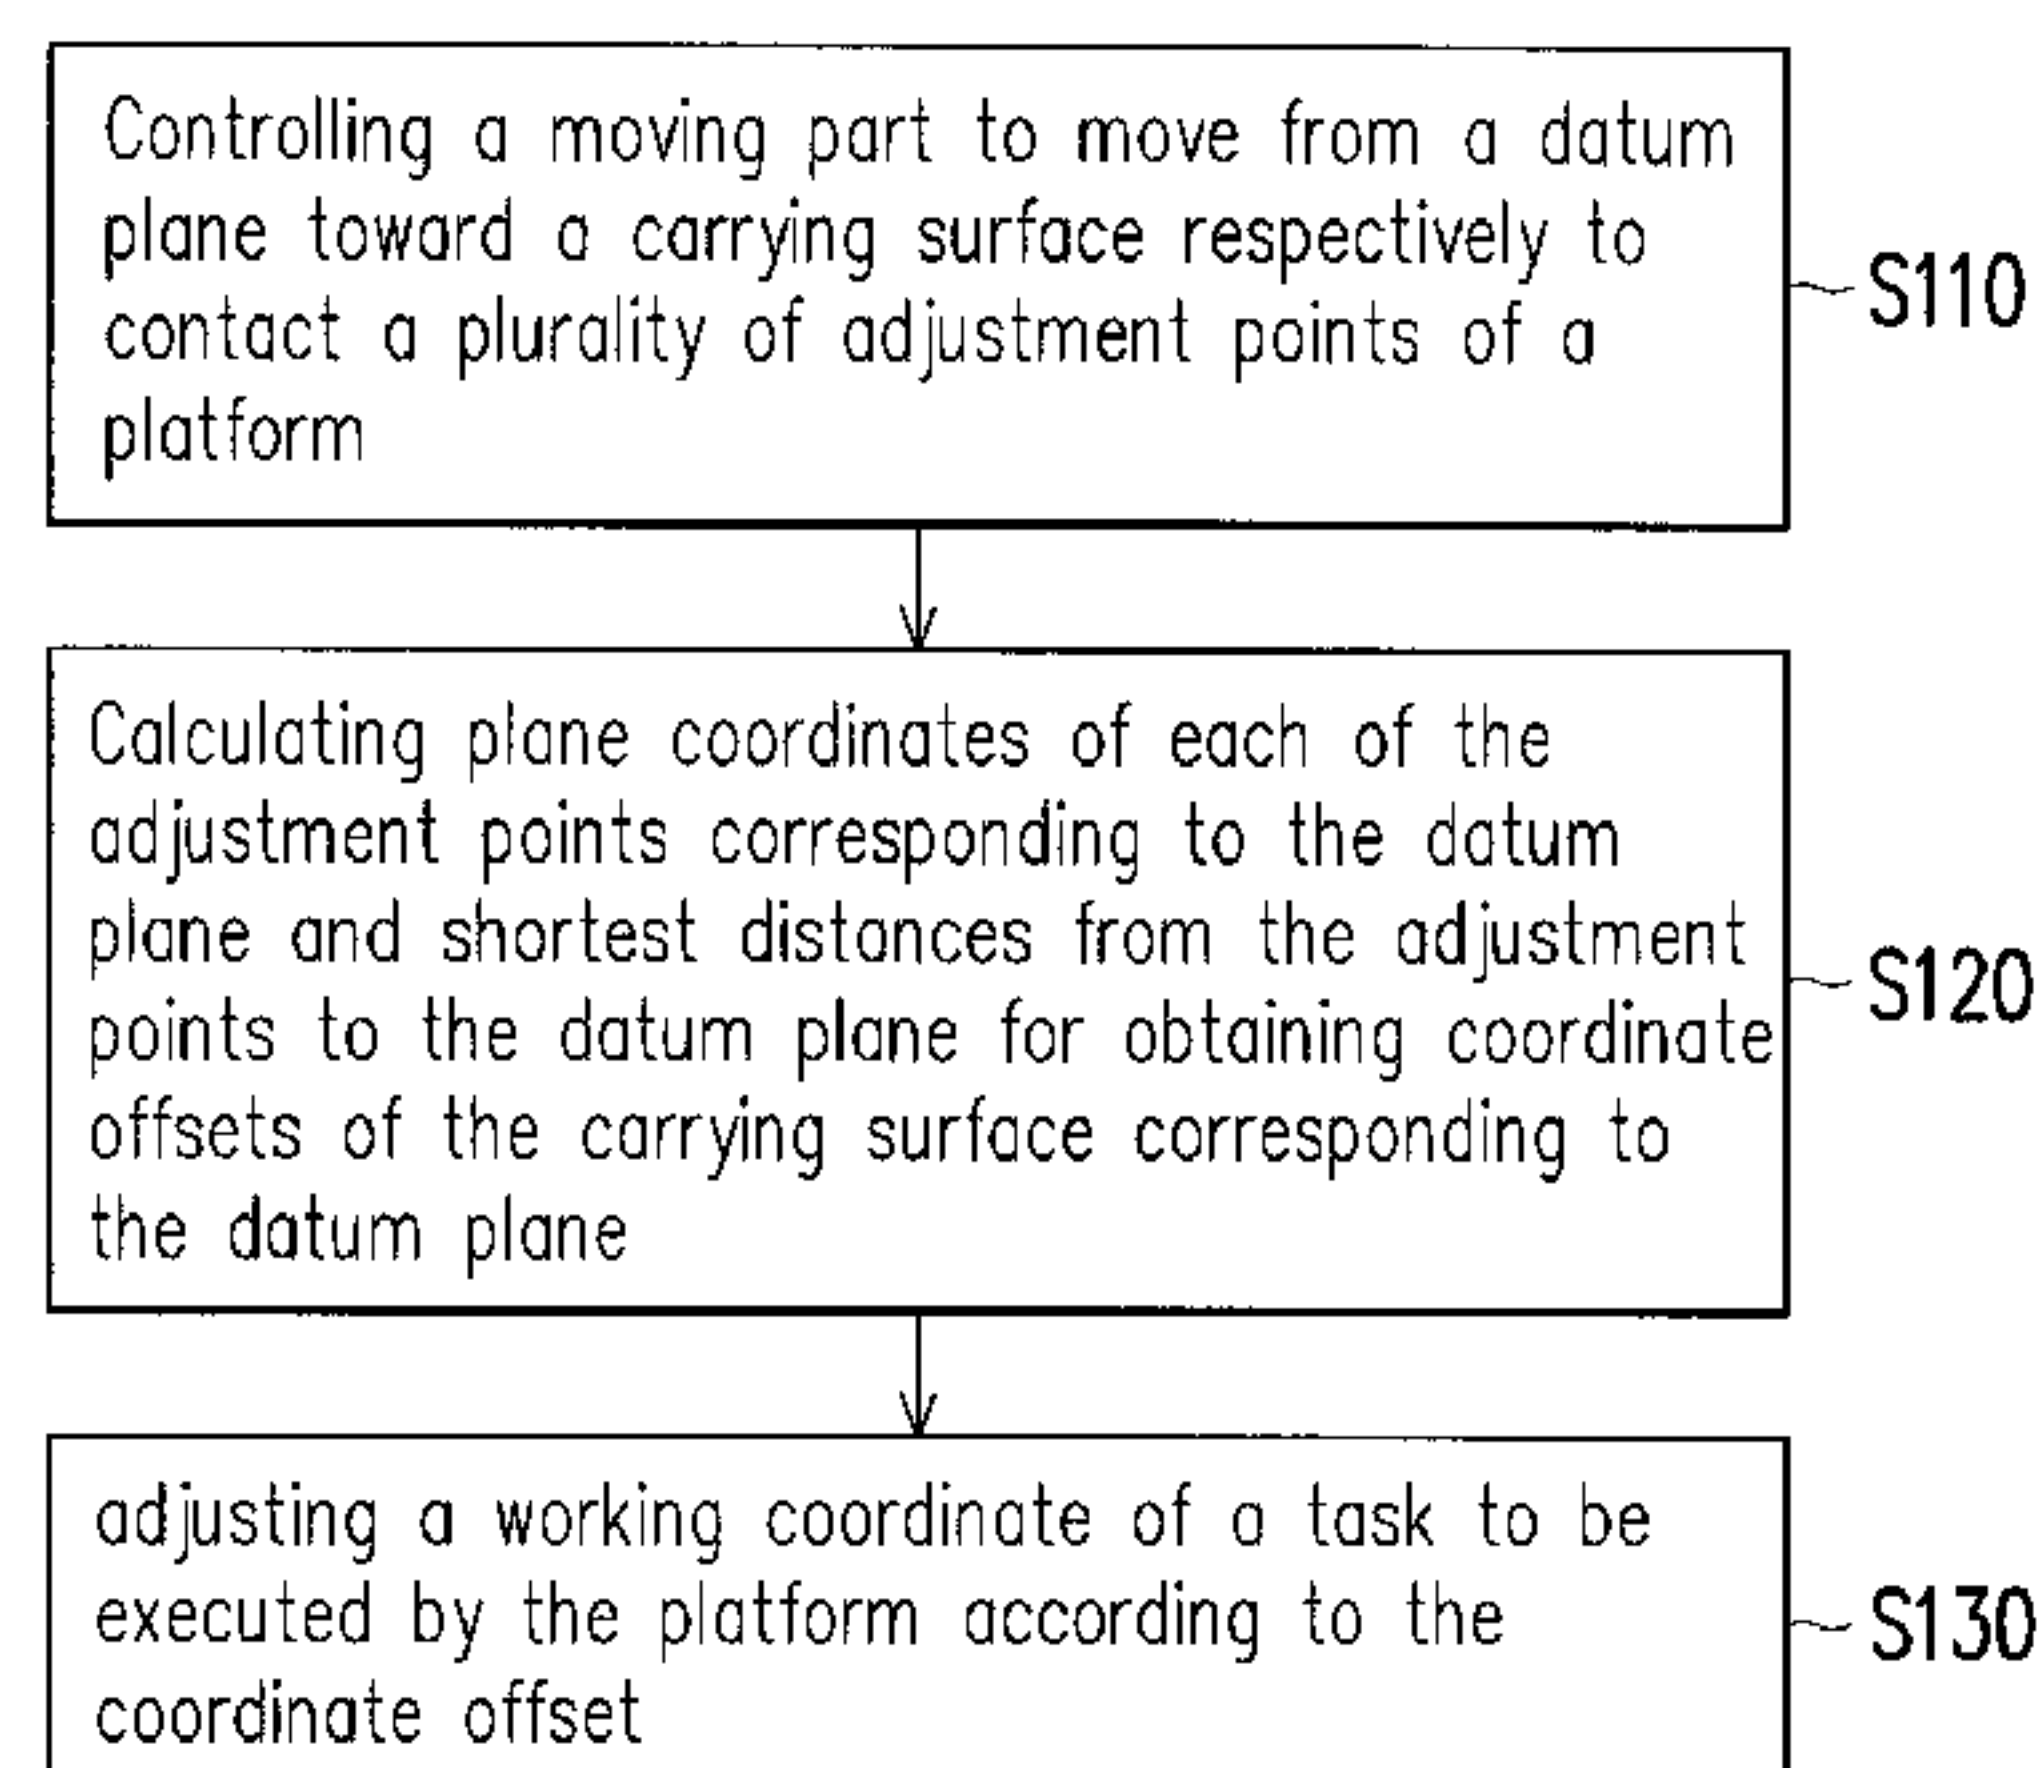 Controlling a moving part to move from a datum
plane toward a carrying surface respectively to
contact a plurality of adjustment points of a
platform
S110
Calculating plane coordinates of each of the
adjustment points corresponding to the datum
plane and shortest distances from the adjustment
points to the datum plane for obtaining coordinate
offsets of the carrying surface corresponding to
the datum plane
S120
adjusting a working coordinate of a task to be
executed by the platform according to the
coordinate offset
S130